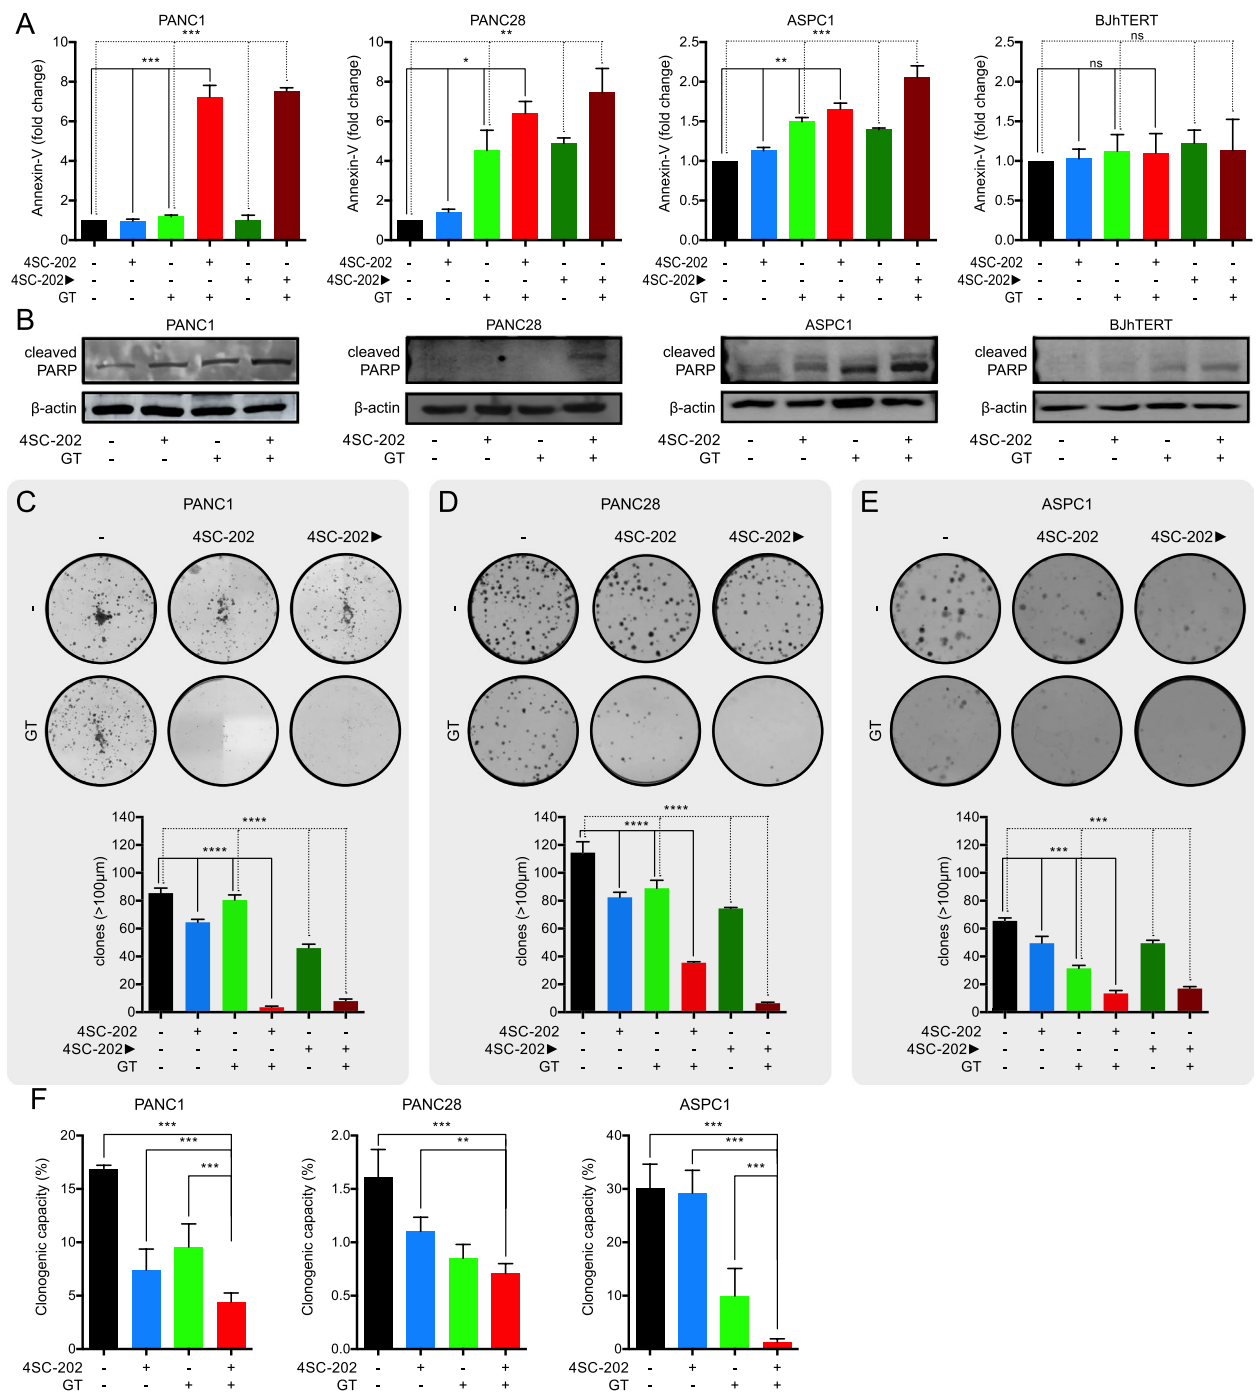 A
PANC1
PANC28
ASPC1
BJhTERT
Annexin-V (fold change)
10
8
6
4
2
0
***
***
Annexin-V (fold change)
10
8
6
4
2
0
**
*
Annexin-V (fold change)
2.5
2.0
1.5
1.0
0.5
0.0
***
**
Annexin-V (fold change)
2.5
2.0
1.5
1.0
0.5
0.0
ns
ns
4SC-202 - + - + - -
4SC-202► - - - - + +
GT - - + + - +
4SC-202 - + - + - -
4SC-202► - - - - + +
GT - - + + - +
4SC-202 - + - + - -
4SC-202► - - - - + +
GT - - + + - +
4SC-202 - + - + - -
4SC-202► - - - - + +
GT - - + + - +
B
PANC1
PANC28
ASPC1
BJhTERT
cleaved
PARP
β-actin
4SC-202 - + - +
GT - - + +
cleaved
PARP
β-actin
4SC-202 - + - +
GT - - + +
cleaved
PARP
β-actin
4SC-202 - + - +
GT - - + +
cleaved
PARP
β-actin
4SC-202 - + - +
GT - - + +
C
PANC1
- 4SC-202 4SC-202►
-
GT
clones (>100µm)
140
120
100
80
60
40
20
0
****
****
4SC-202 - + - + - -
4SC-202► - - - - + +
GT - - + + - +
D
PANC28
- 4SC-202 4SC-202►
-
GT
clones (>100µm)
140
120
100
80
60
40
20
0
****
****
4SC-202 - + - + - -
4SC-202► - - - - + +
GT - - + + - +
E
ASPC1
- 4SC-202 4SC-202►
-
GT
clones (>100µm)
140
120
100
80
60
40
20
0
***
***
4SC-202 - + - + - -
4SC-202► - - - - + +
GT - - + + - +
F
PANC1
Clonogenic capacity (%)
20
15
10
5
0
***
***
***
4SC-202 - + - +
GT - - + +
PANC28
Clonogenic capacity (%)
2.0
1.5
1.0
0.5
0.0
***
**
4SC-202 - + - +
GT - - + +
ASPC1
Clonogenic capacity (%)
40
30
20
10
0
***
***
***
4SC-202 - + - +
GT - - + +